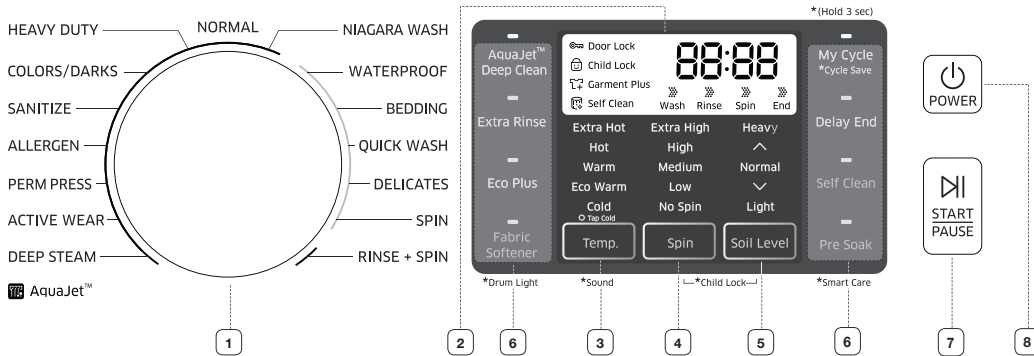 HEAVY DUTY
COLORS/DARKS
SANITIZE
ALLERGEN
PERM PRESS
ACTIVE WEAR
DEEP STEAM
NORMAL
NIAGARA WASH
WATERPROOF
BEDDING
QUICK WASH
DELICATES
SPIN
RINSE + SPIN
AquaJet™
*(Hold 3 sec)
AquaJet™
Deep Clean
Extra Rinse
Eco Plus
Fabric
Softener
Door Lock
Child Lock
Garment Plus
Self Clean
88:88
Wash Rinse Spin End
Extra Hot Extra High Heavy
Hot High
Warm Medium Normal
Eco Warm Low
Cold No Spin Light
Tap Cold
Temp. Spin Soil Level
My Cycle
*Cycle Save
Delay End
Self Clean
Pre Soak
*Drum Light *Sound *Child Lock *Smart Care
POWER
START
PAUSE
1 2 6 3 4 5 6 7 8